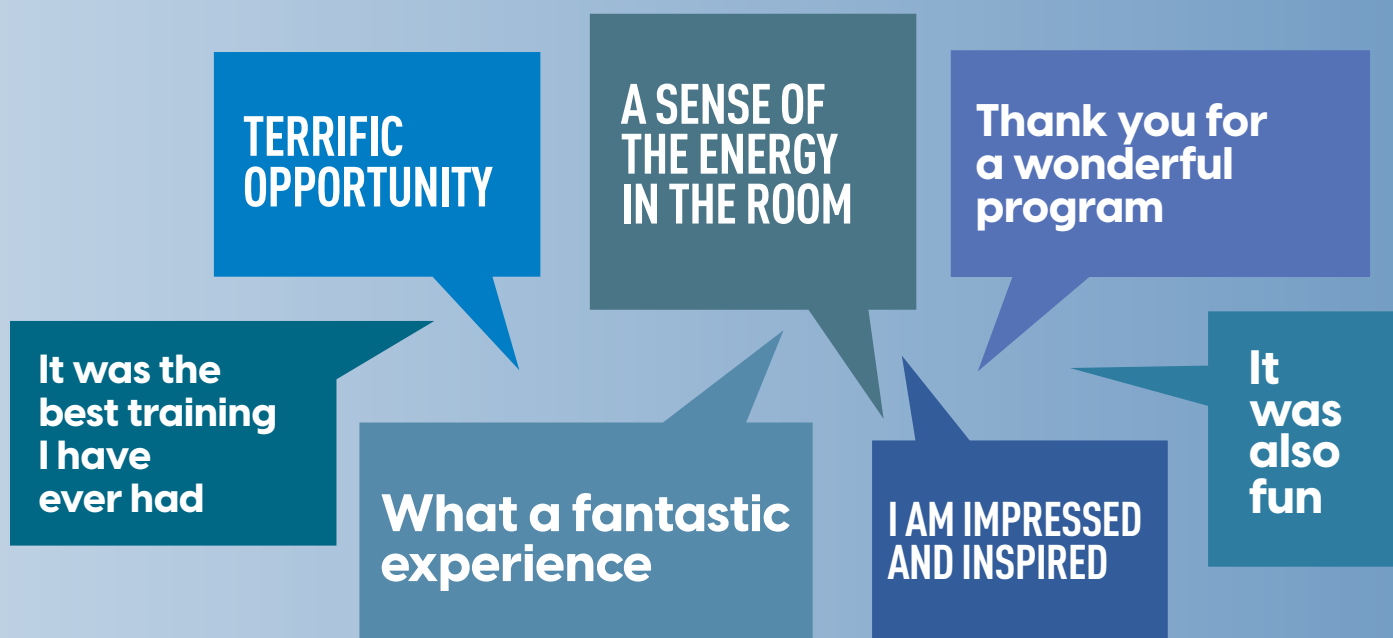 TERRIFIC
OPPORTUNITY
A SENSE OF
THE ENERGY
IN THE ROOM
Thank you for
a wonderful
program
It was the
best training
I have
ever had
What a fantastic
experience
I AM IMPRESSED
AND INSPIRED
It
was
also
fun